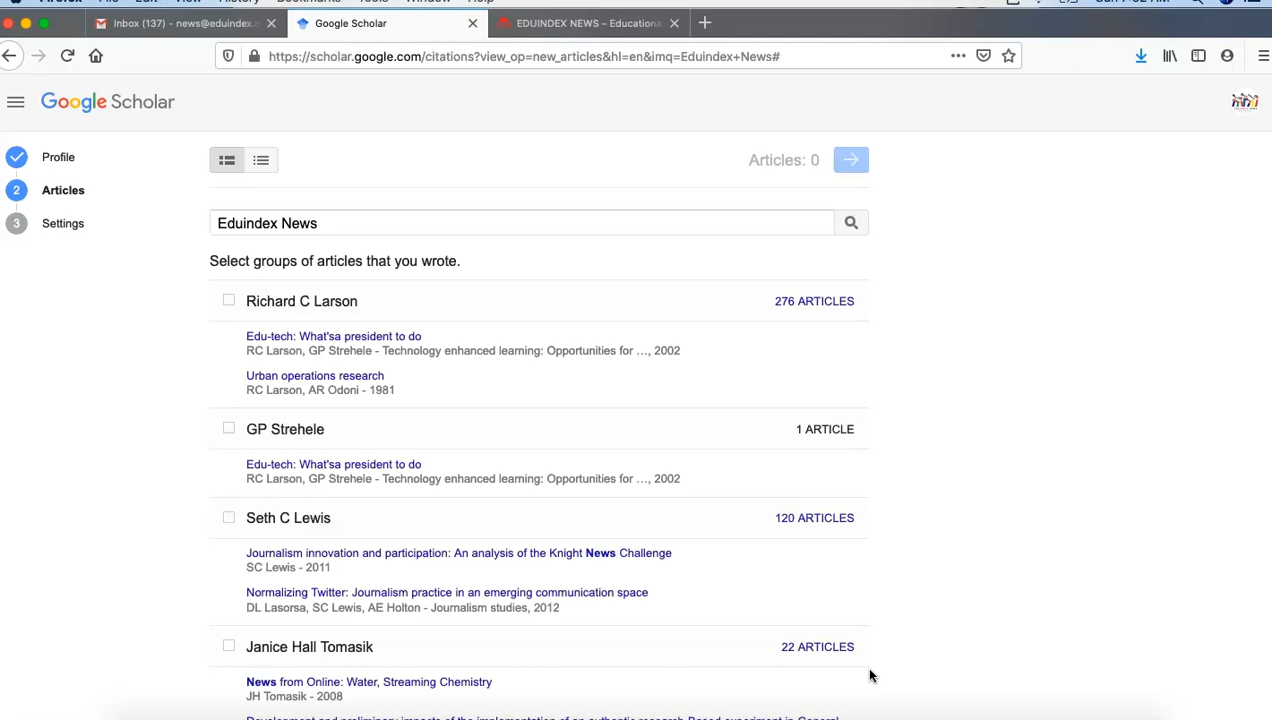 Inbox (137) - news@eduindex.
Google Scholar
EDUINDEX NEWS – Educationa
https://scholar.google.com/citations?view_op=new_articles&hl=en&imq=Eduindex+News#
Google Scholar
Profile
Articles: 0
2 Articles
3 Settings
Eduindex News
Select groups of articles that you wrote.
Richard C Larson 276 ARTICLES
Edu-tech: What'sa president to do
RC Larson, GP Strehele - Technology enhanced learning: Opportunities for ..., 2002
Urban operations research
RC Larson, AR Odoni - 1981
GP Strehele 1 ARTICLE
Edu-tech: What'sa president to do
RC Larson, GP Strehele - Technology enhanced learning: Opportunities for ..., 2002
Seth C Lewis 120 ARTICLES
Journalism innovation and participation: An analysis of the Knight News Challenge
SC Lewis - 2011
Normalizing Twitter: Journalism practice in an emerging communication space
DL Lasorsa, SC Lewis, AE Holton - Journalism studies, 2012
Janice Hall Tomasik 22 ARTICLES
News from Online: Water, Streaming Chemistry
JH Tomasik - 2008